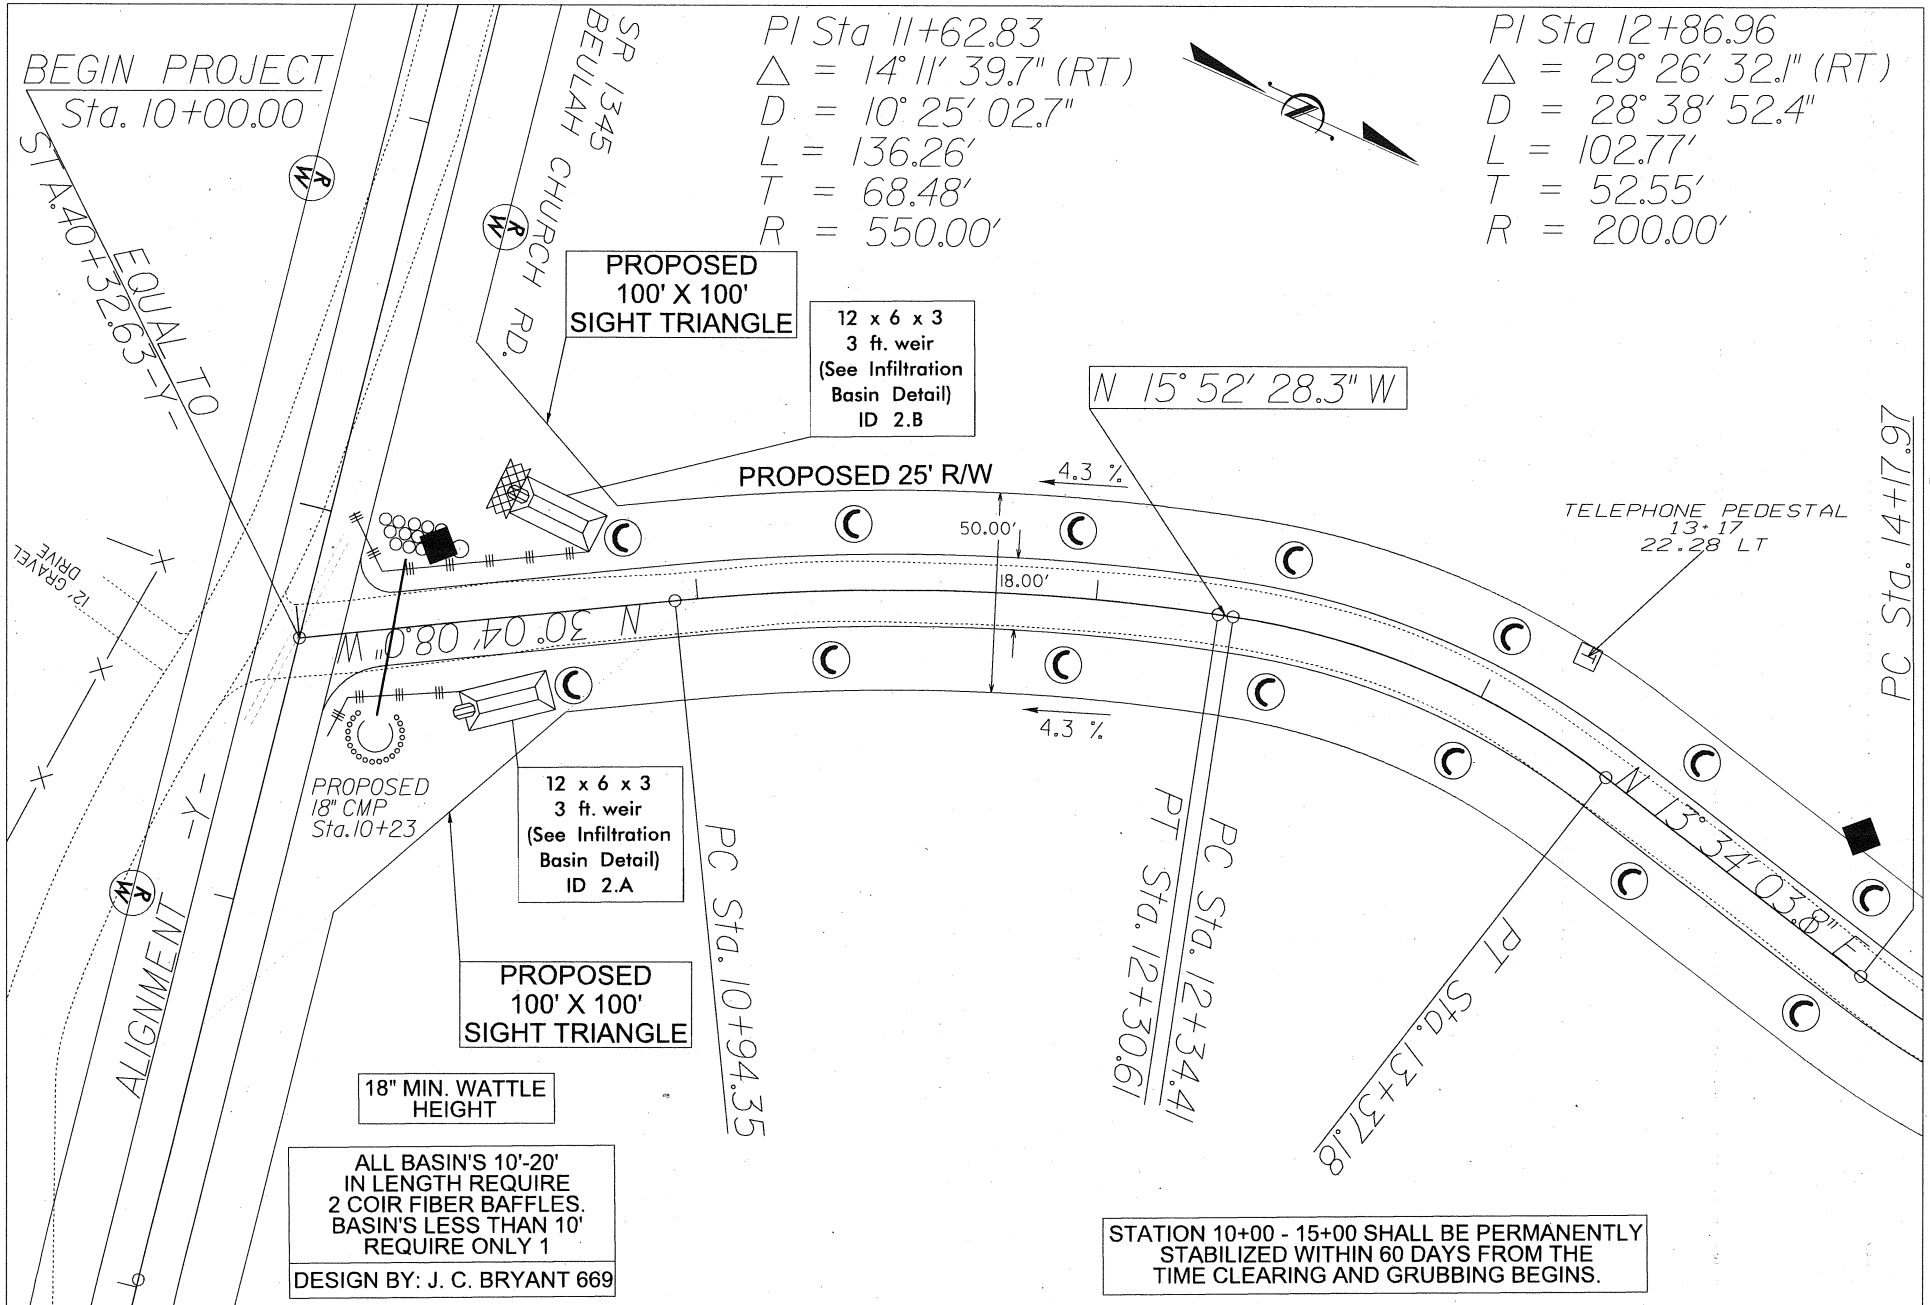 BEGIN PROJECT
Sta. 10+00.00
STA.40+32.63-Y-
EQUAL TO
SR 1345
BEULAH CHURCH RD.
PI Sta 11+62.83
△ = 14° 11' 39.7" (RT)
D = 10° 25' 02.7"
L = 136.26'
T = 68.48'
R = 550.00'
PI Sta 12+86.96
△ = 29° 26' 32.1" (RT)
D = 28° 38' 52.4"
L = 102.77'
T = 52.55'
R = 200.00'
Z
R
W
R
W
PROPOSED
100' X 100'
SIGHT TRIANGLE
12 x 6 x 3
3 ft. weir
(See Infiltration
Basin Detail)
ID 2.B
N 15° 52' 28.3" W
PROPOSED 25' R/W
4.3 %
50.00'
18.00'
TELEPHONE PEDESTAL
13+17
22.28 LT
T
PC Sta. 14+17.97
12' GRAVEL
DRIVE
N 30° 04' 08.0" W
4.3 %
PROPOSED
18" CMP
Sta.10+23
12 x 6 x 3
3 ft. weir
(See Infiltration
Basin Detail)
ID 2.A
R
W
-Y-
ALIGNMENT
PC Sta. 10+94.35
PT Sta. 12+30.61
PC Sta. 12+34.41
PT Sta. 13+37.18
N 13° 34' 03.8" E
PROPOSED
100' X 100'
SIGHT TRIANGLE
18" MIN. WATTLE
HEIGHT
ALL BASIN'S 10'-20'
IN LENGTH REQUIRE
2 COIR FIBER BAFFLES.
BASIN'S LESS THAN 10'
REQUIRE ONLY 1
DESIGN BY: J. C. BRYANT 669
STATION 10+00 - 15+00 SHALL BE PERMANENTLY
STABILIZED WITHIN 60 DAYS FROM THE
TIME CLEARING AND GRUBBING BEGINS.